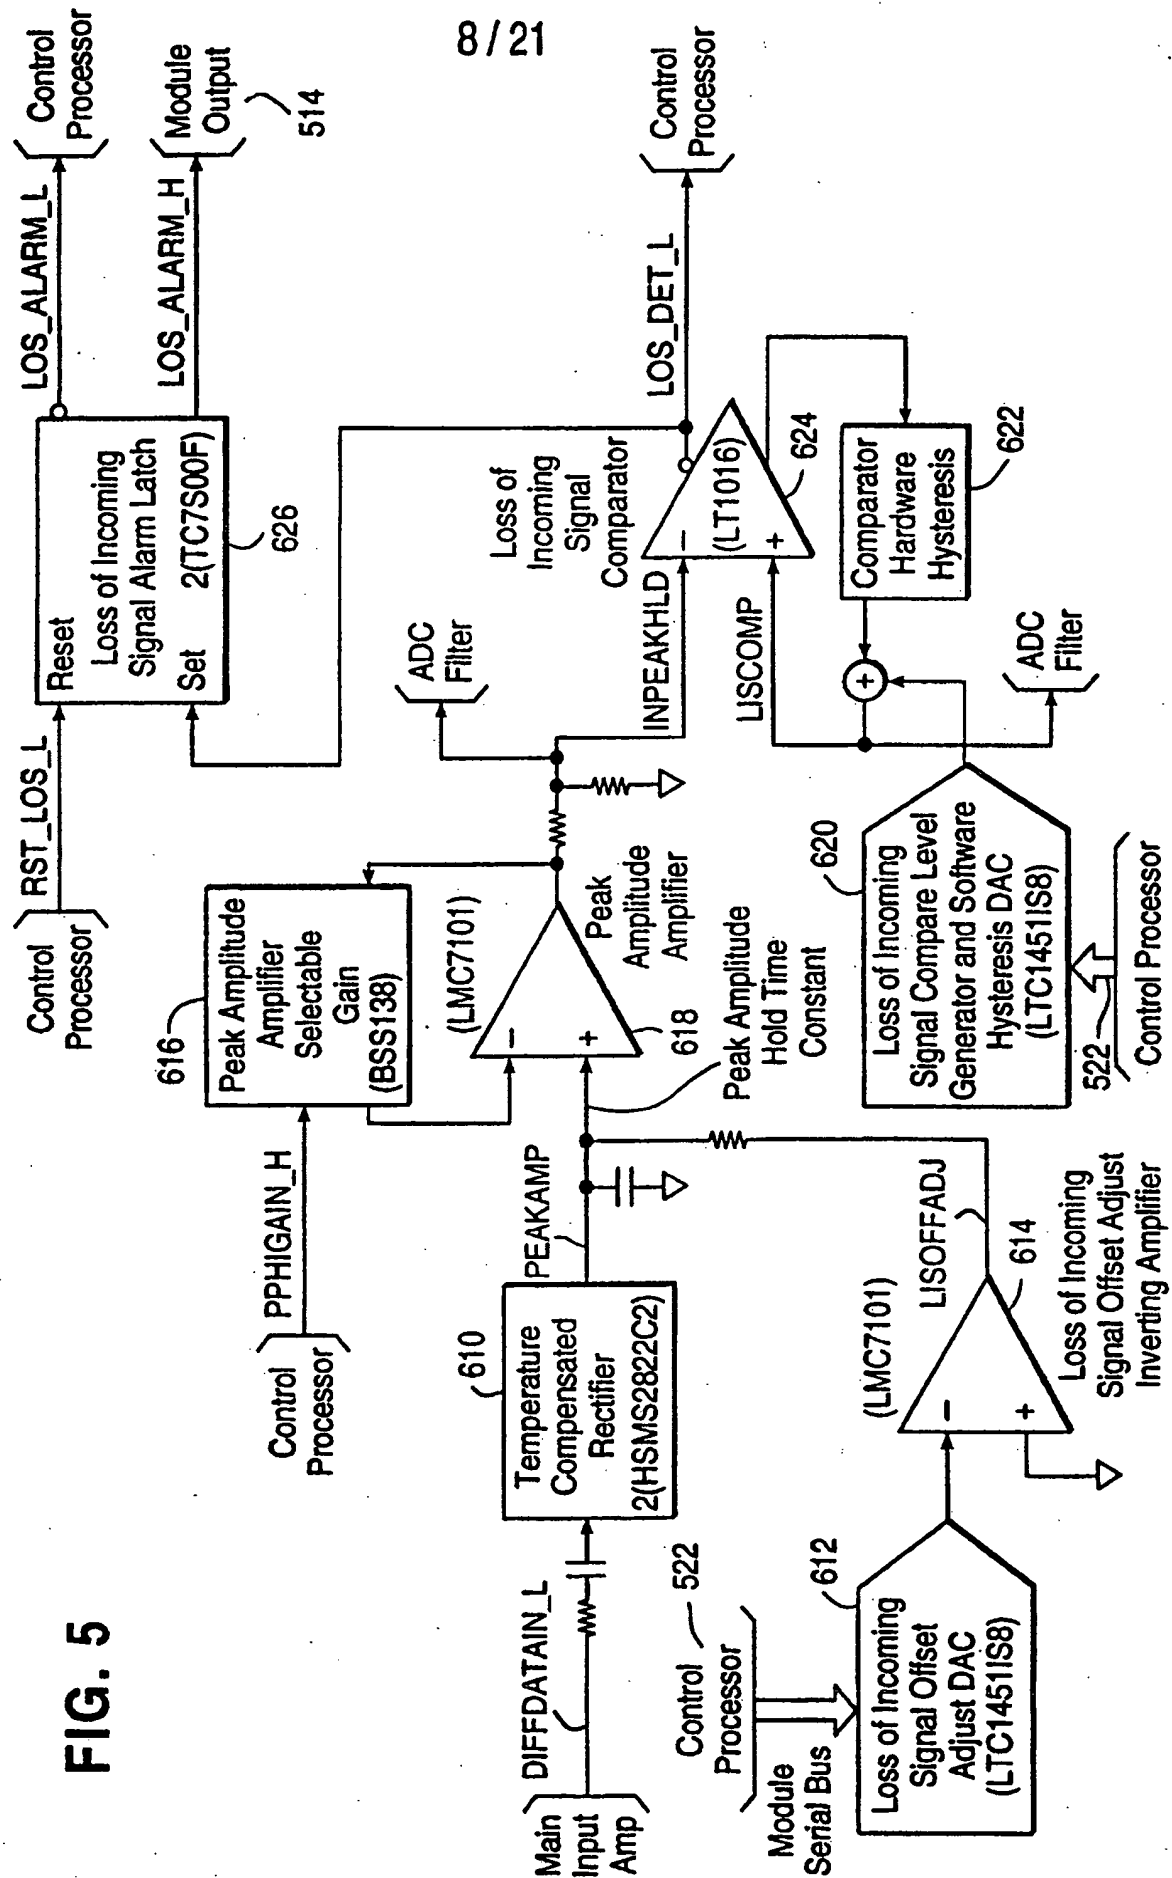 8/21
FIG. 5
Control
Processor
RST_LOS_L
Reset
Loss of Incoming
Signal Alarm Latch
Set
2(TC7S00F)
626
LOS_ALARM_L
Control
Processor
LOS_ALARM_H
Module
Output
514
Control
Processor
PPHIGAIN_H
616
Peak Amplitude
Amplifier
Selectable
Gain
(BSS138)
(LMC7101)
−
+
618
Peak
Amplitude
Amplifier
Peak Amplitude
Hold Time
Constant
ADC
Filter
INPEAKHLD
Loss of
Incoming
Signal
Comparator
−
(LT1016)
+
624
LOS_DET_L
Control
Processor
LISCOMP
Comparator
Hardware
Hysteresis
622
+
ADC
Filter
Main
Input
Amp
DIFFDATAIN_L
610
Temperature
Compensated
Rectifier
2(HSMS2822C2)
PEAKAMP
Control
Processor
522
Module
Serial Bus
612
Loss of Incoming
Signal Offset
Adjust DAC
(LTC1451IS8)
(LMC7101)
−
+
LISOFFADJ
614
Loss of Incoming
Signal Offset Adjust
Inverting Amplifier
620
Loss of Incoming
Signal Compare Level
Generator and Software
Hysteresis DAC
(LTC1451IS8)
522
Control Processor